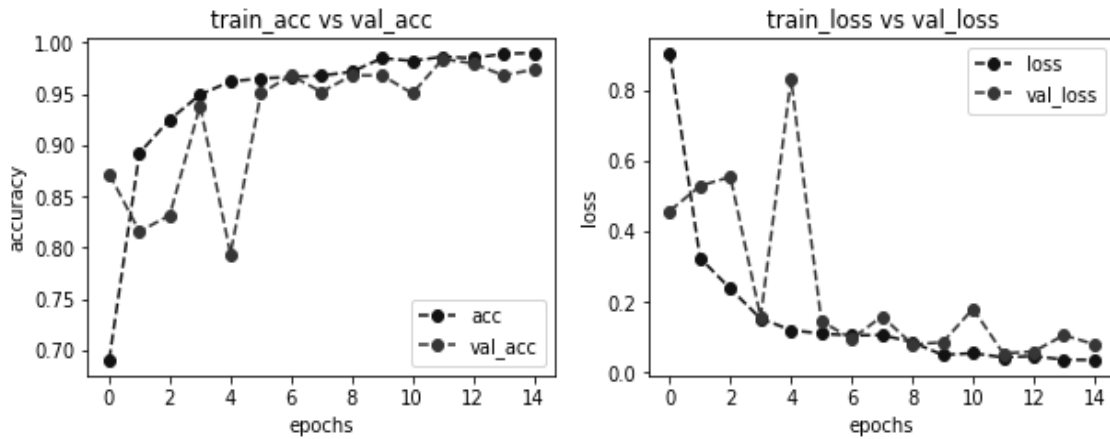 train_acc vs val_acc
1.00
0.95
0.90
0.85
0.80
0.75
0.70
accuracy
acc
val_acc
0 2 4 6 8 10 12 14
epochs
train_loss vs val_loss
0.8
0.6
0.4
0.2
0.0
loss
loss
val_loss
0 2 4 6 8 10 12 14
epochs